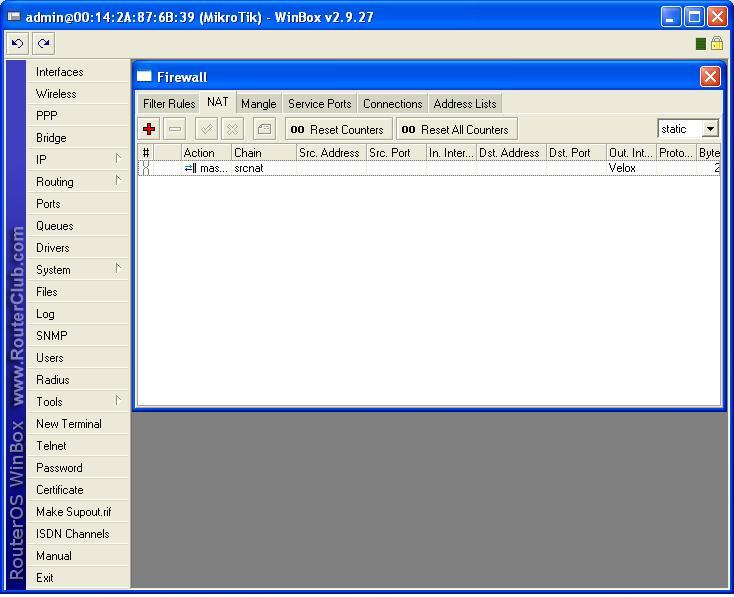 admin@00:14:2A:87:6B:39 (MikroTik) - WinBox v2.9.27
RouterOS WinBox www.RouterClub.com
Interfaces
Wireless
PPP
Bridge
IP
Routing
Ports
Queues
Drivers
System
Files
Log
SNMP
Users
Radius
Tools
New Terminal
Telnet
Password
Certificate
Make Supout.rif
ISDN Channels
Manual
Exit
Firewall
Filter Rules NAT Mangle Service Ports Connections Address Lists
00 Reset Counters 00 Reset All Counters static
# Action Chain Src. Address Src. Port In. Inter... Dst. Address Dst. Port Out. Int... Proto... Byte
mas... srcnat Velox 2